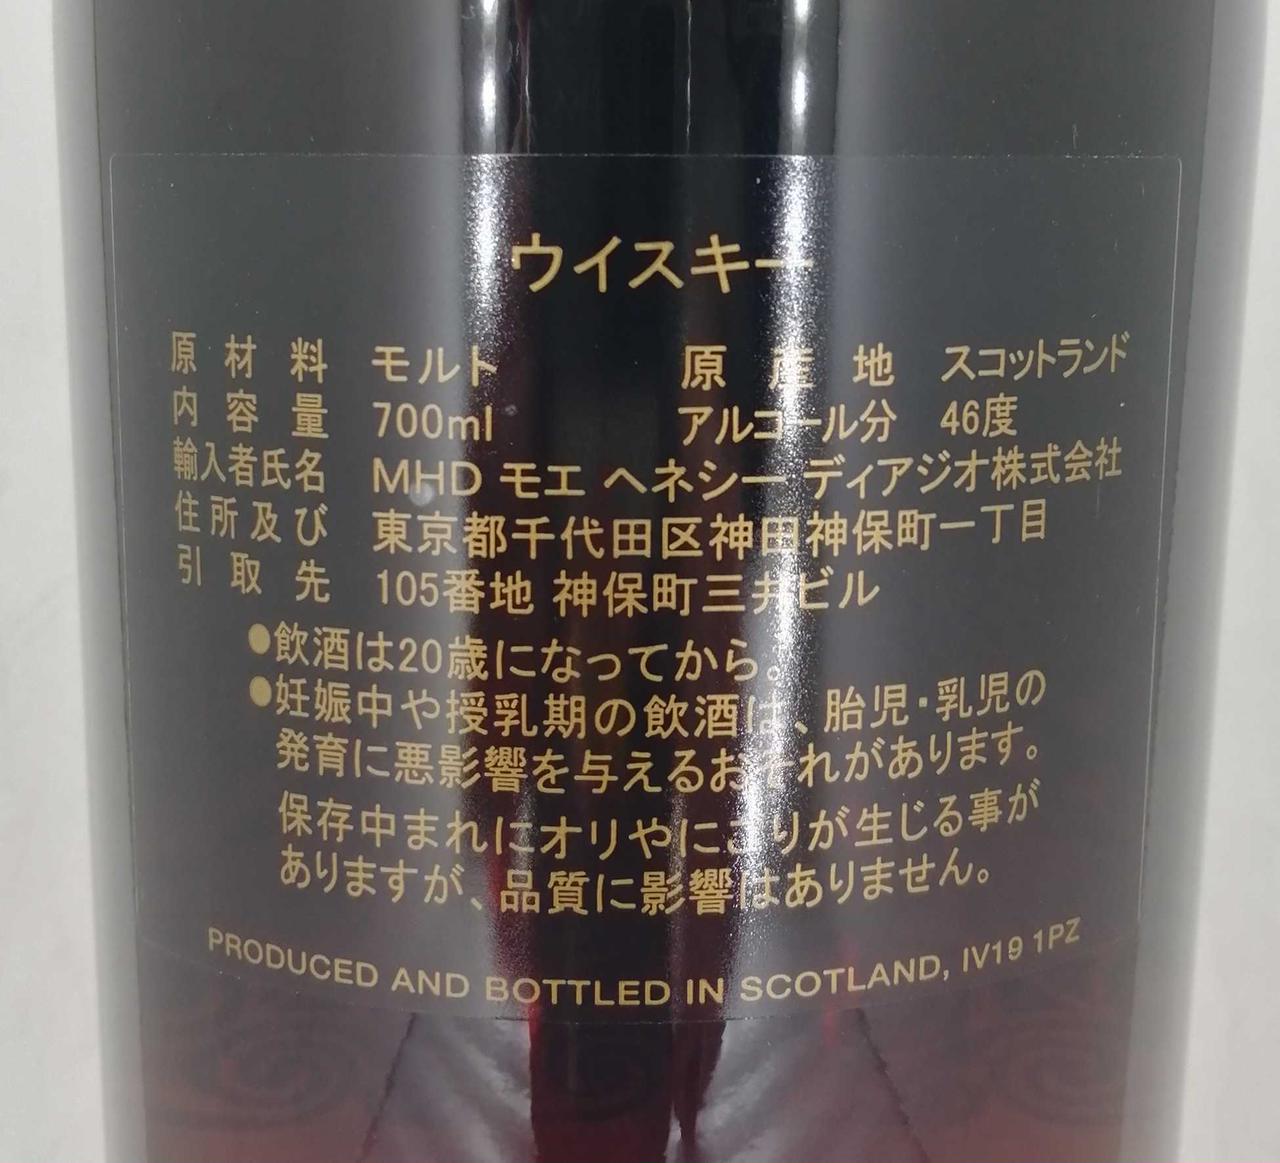 ウイスキー
原材料 モルト 原産地 スコットランド
内容量 700ml アルコール分 46度
輸入者氏名 MHD モエ ヘネシー ディアジオ株式会社
住所及び 東京都千代田区神田神保町一丁目
引取先 105番地 神保町三井ビル
●飲酒は20歳になってから。
●妊娠中や授乳期の飲酒は、胎児・乳児の
発育に悪影響を与えるおそれがあります。
保存中まれにオリやにごりが生じる事が
ありますが、品質に影響はありません。
PRODUCED AND BOTTLED IN SCOTLAND, IV19 1PZ